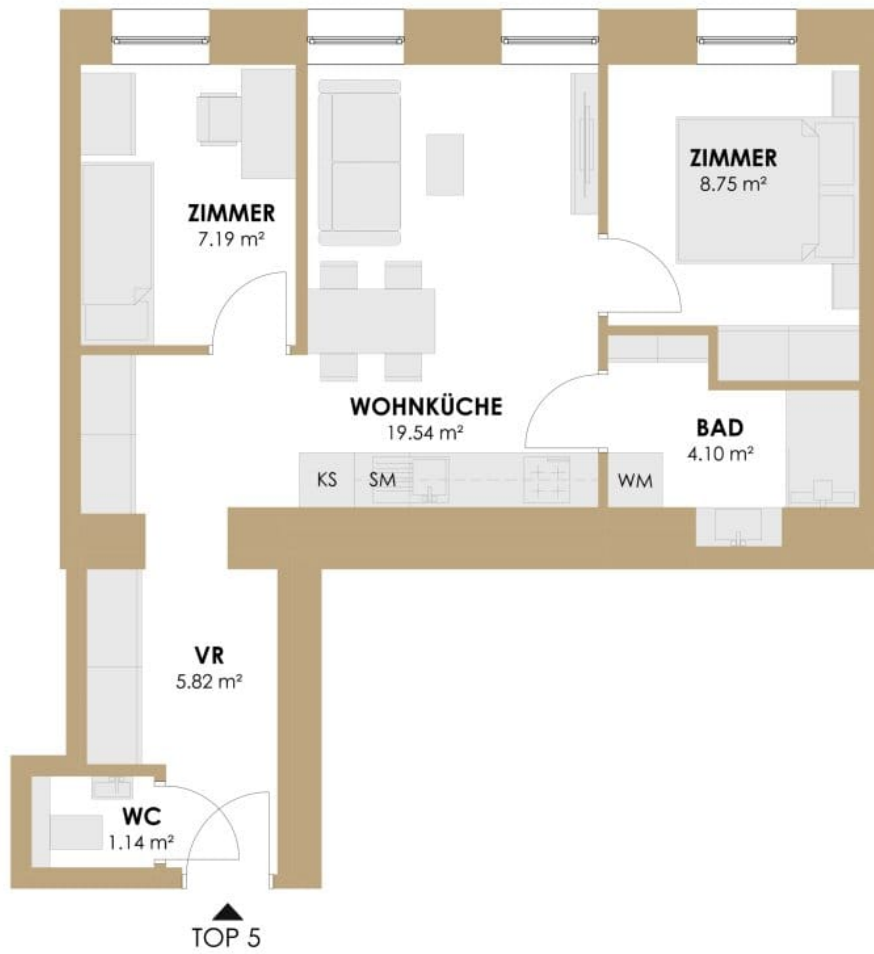 ZIMMER
8.75 m²
ZIMMER
7.19 m²
WOHNKÜCHE
19.54 m²
BAD
4.10 m²
KS
SM
WM
VR
5.82 m²
WC
1.14 m²
TOP 5